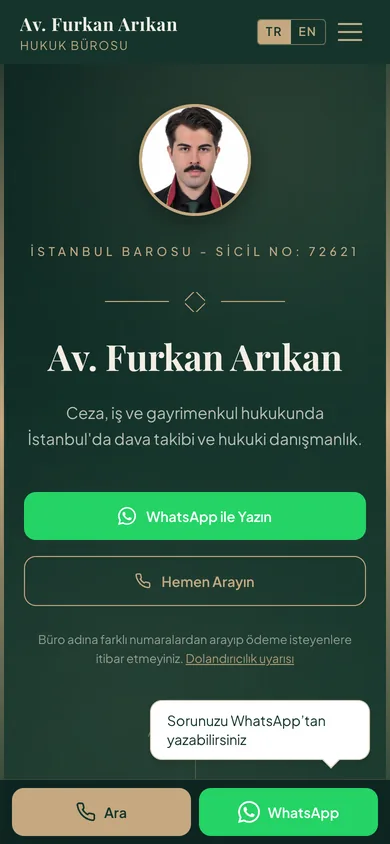 Av. Furkan Arıkan
HUKUK BÜROSU
TR EN
İSTANBUL BAROSU – SİCİL NO: 72621
Av. Furkan Arıkan
Ceza, iş ve gayrimenkul hukukunda
İstanbul'da dava takibi ve hukuki danışmanlık.
WhatsApp ile Yazın
Hemen Arayın
Büro adına farklı numaralardan arayıp ödeme isteyenlere
itibar etmeyiniz. Dolandırıcılık uyarısı
Sorunuzu WhatsApp'tan
yazabilirsiniz
Ara
WhatsApp